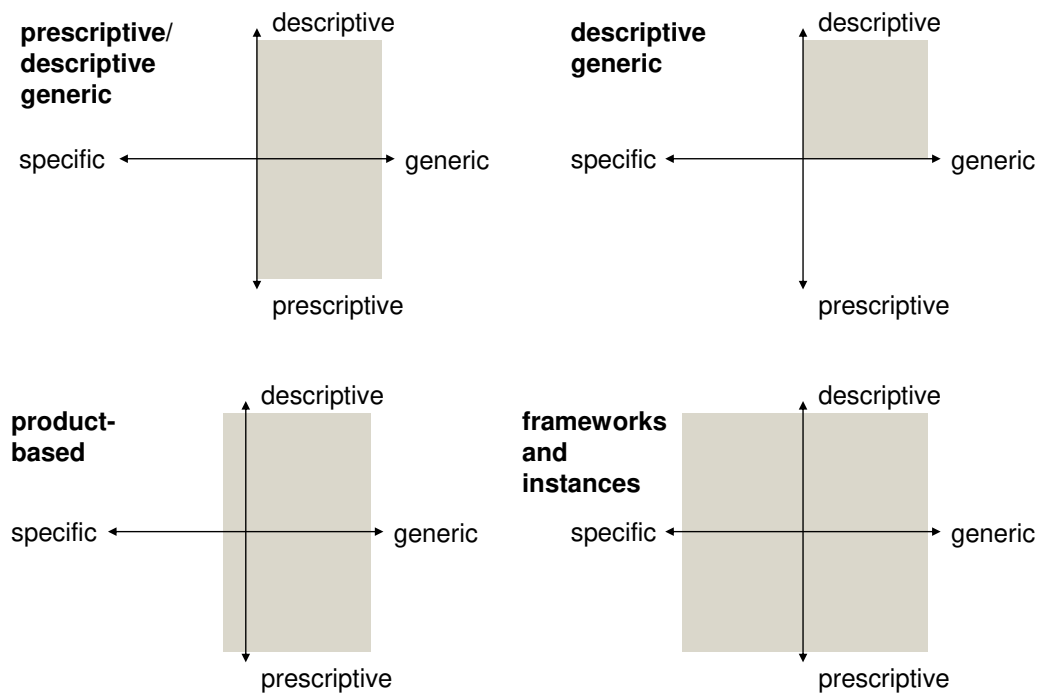 prescriptive/
descriptive
generic
descriptive
specific
generic
prescriptive
descriptive
generic
descriptive
specific
generic
prescriptive
product-
based
descriptive
specific
generic
prescriptive
frameworks
and
instances
descriptive
specific
generic
prescriptive